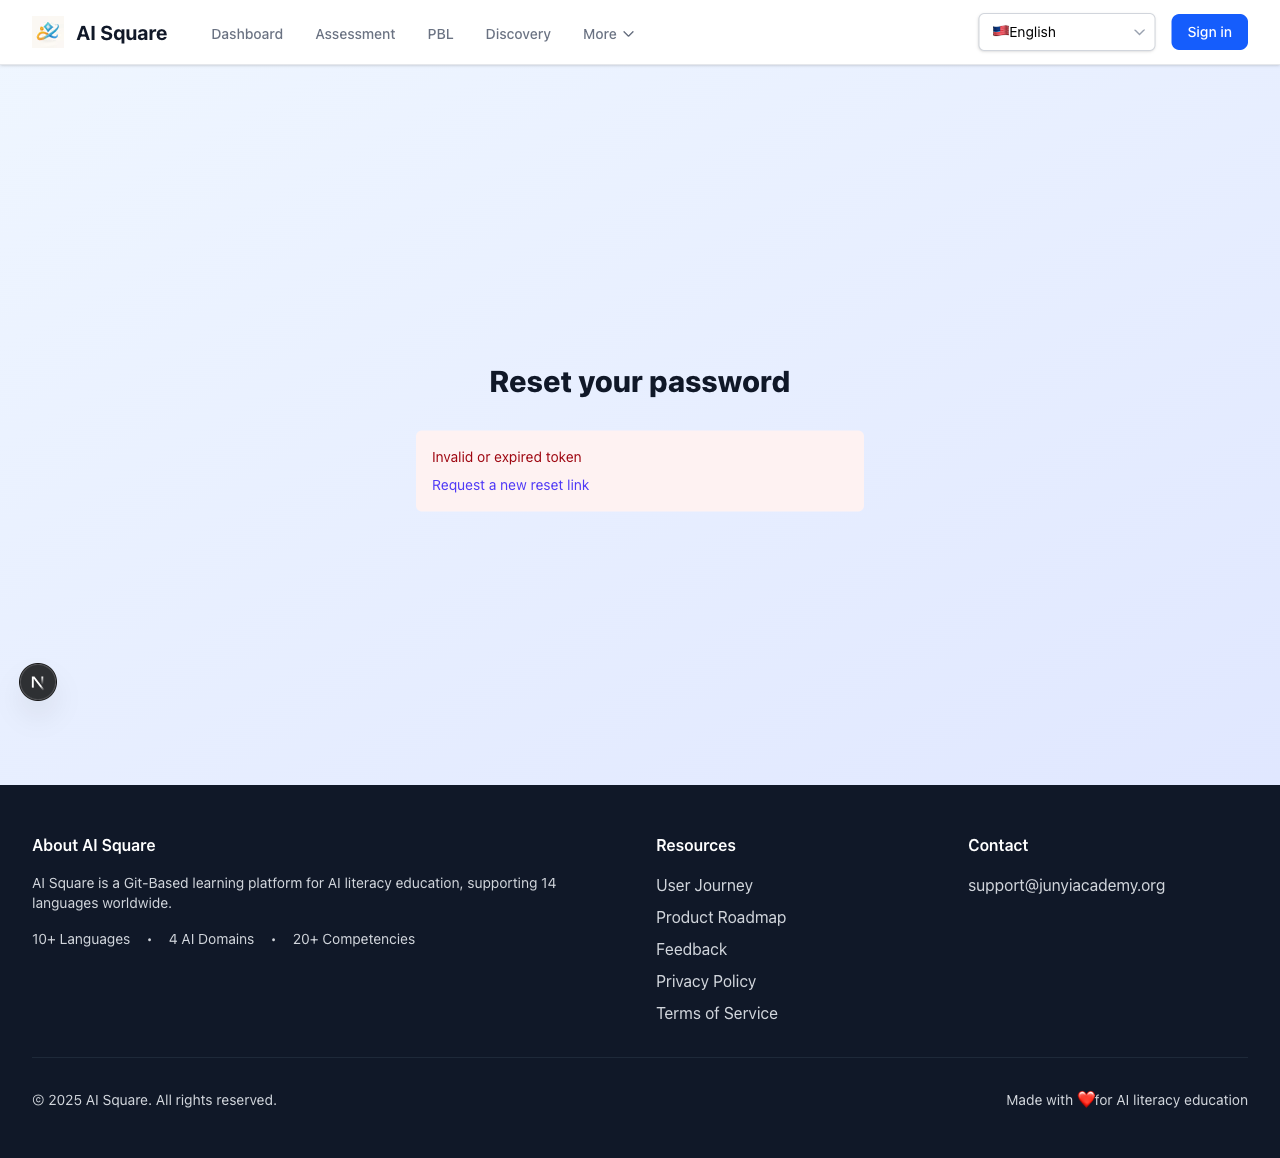 AI Square
Dashboard
Assessment
PBL
Discovery
More
English
Sign in
Reset your password
Invalid or expired token
Request a new reset link
N
About AI Square
AI Square is a Git-Based learning platform for AI literacy education, supporting 14
languages worldwide.
10+ Languages • 4 AI Domains • 20+ Competencies
Resources
User Journey
Product Roadmap
Feedback
Privacy Policy
Terms of Service
Contact
support@junyiacademy.org
© 2025 AI Square. All rights reserved.
Made with ❤️for AI literacy education